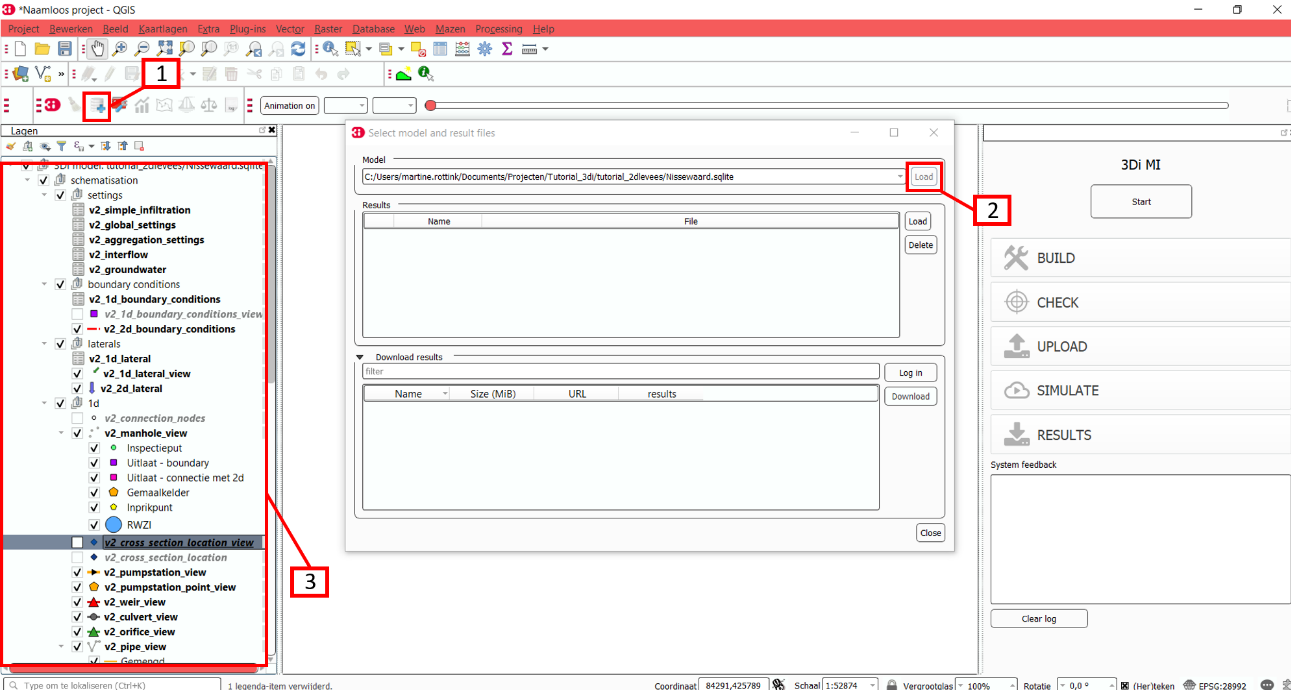 *Naamloos project - QGIS
Project Bewerken Beeld Kaartlagen Extra Plug-ins Vector Raster Database Web Mazen Processing Help
1
Animation on
Lagen
3Di model: tutorial_2dlevees/Nissewaard.sqlite
schematisation
settings
v2_simple_infiltration
v2_global_settings
v2_aggregation_settings
v2_interflow
v2_groundwater
boundary conditions
v2_1d_boundary_conditions
v2_1d_boundary_conditions_view
v2_2d_boundary_conditions
laterals
v2_1d_lateral
v2_1d_lateral_view
v2_2d_lateral
1d
v2_connection_nodes
v2_manhole_view
Inspectieput
Uitlaat - boundary
Uitlaat - connectie met 2d
Gemaalkelder
Inprikpunt
RWZI
v2_cross_section_location_view
v2_cross_section_location
v2_pumpstation_view
v2_pumpstation_point_view
v2_weir_view
v2_culvert_view
v2_orifice_view
v2_pipe_view
Gemengd
3
Select model and result files
Model
C:/Users/martine.rottink/Documents/Projecten/Tutorial_3di/tutorial_2dlevees/Nissewaard.sqlite
Load
2
Results
Name File
Load
Delete
Download results
filter
Log in
Name Size (MiB) URL results
Download
Close
3Di MI
Start
BUILD
CHECK
UPLOAD
SIMULATE
RESULTS
System feedback
Clear log
Type om te lokaliseren (Ctrl+K) 1 legenda-item verwijderd. Coordinaat 84291,425789 Schaal 1:52874 Vergrootglas 100% Rotatie 0,0 ° (Her)teken EPSG:28992